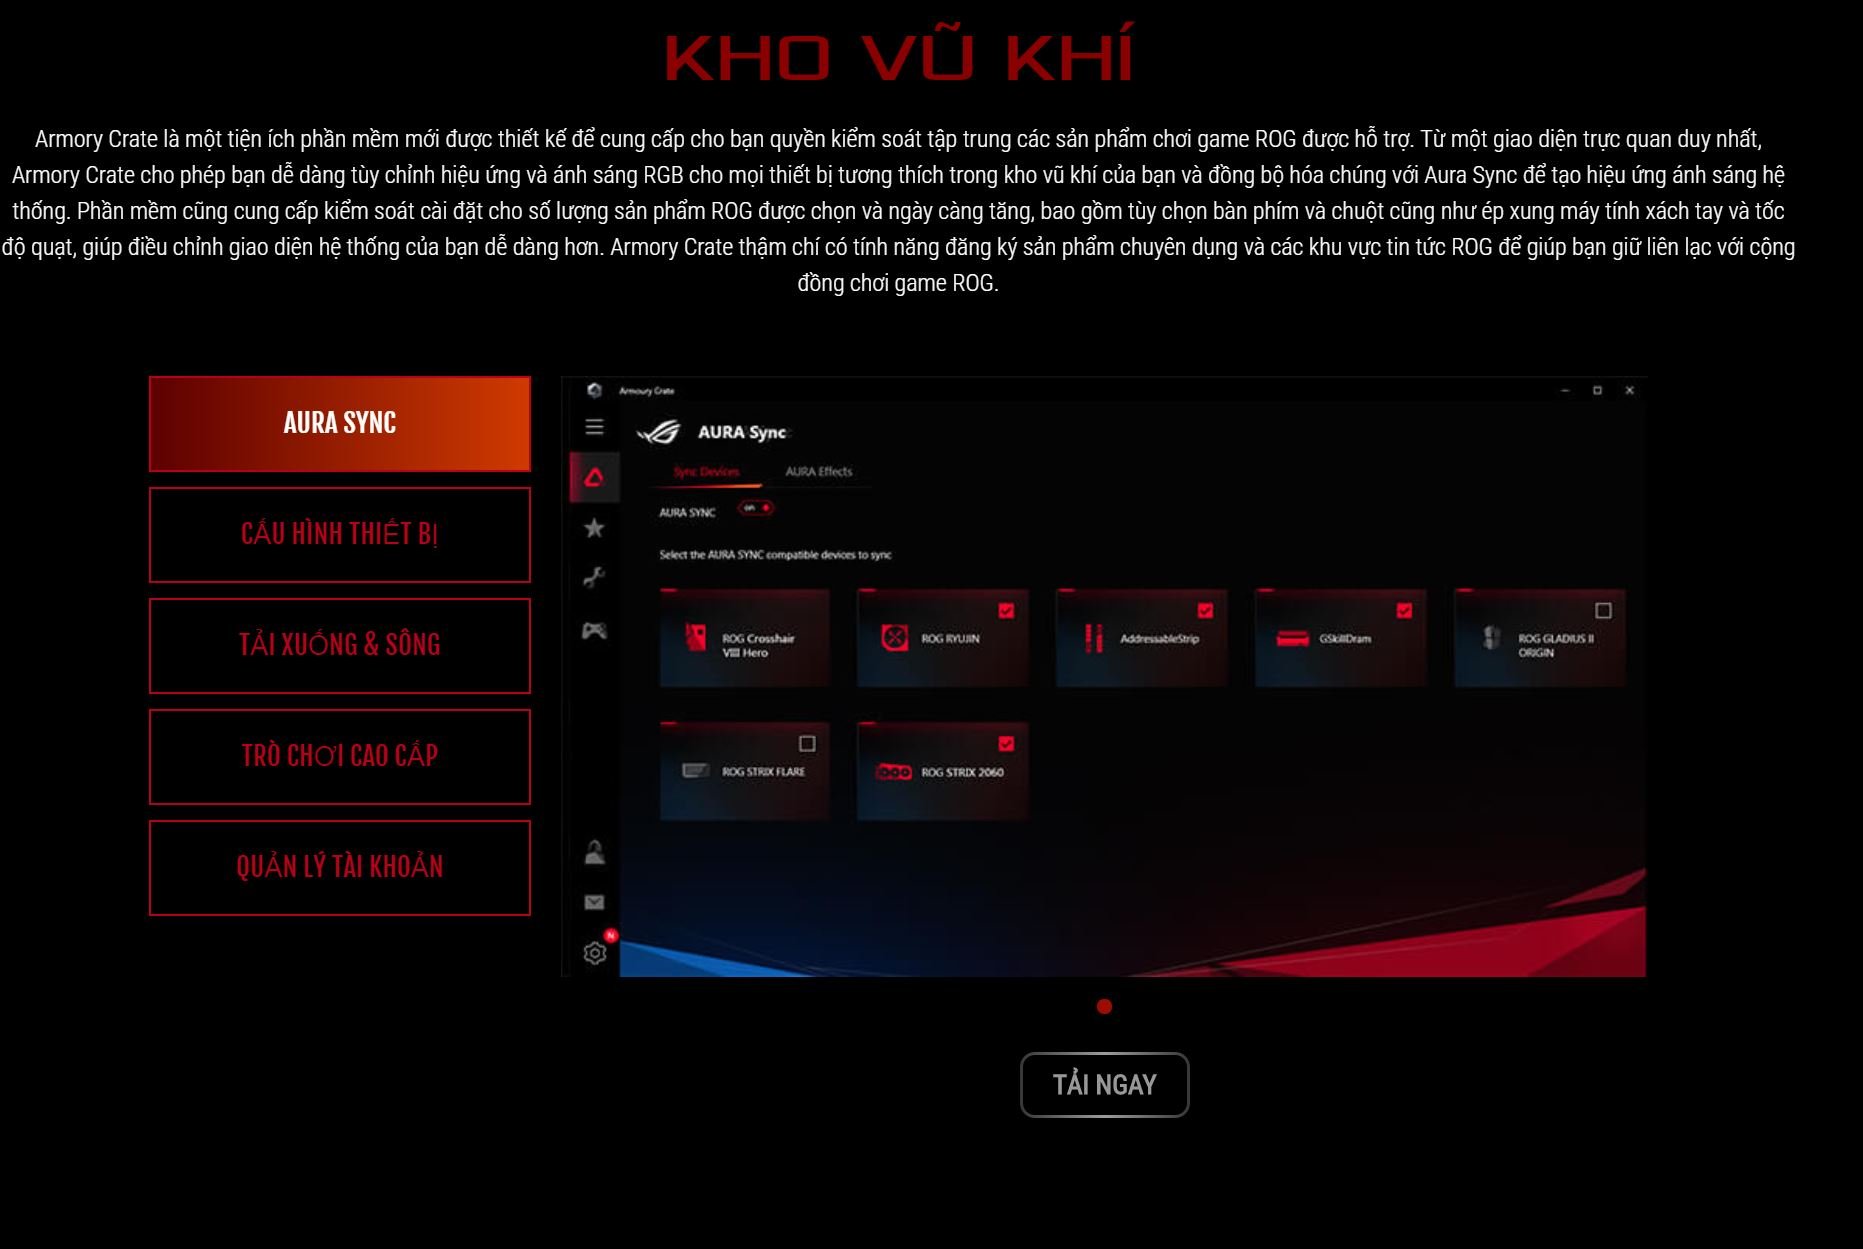 KHO VŨ KHÍ
Armory Crate là một tiện ích phần mềm mới được thiết kế để cung cấp cho bạn quyền kiểm soát tập trung các sản phẩm chơi game ROG được hỗ trợ. Từ một giao diện trực quan duy nhất,
Armory Crate cho phép bạn dễ dàng tùy chỉnh hiệu ứng và ánh sáng RGB cho mọi thiết bị tương thích trong kho vũ khí của bạn và đồng bộ hóa chúng với Aura Sync để tạo hiệu ứng ánh sáng hệ
thống. Phần mềm cũng cung cấp kiểm soát cài đặt cho số lượng sản phẩm ROG được chọn và ngày càng tăng, bao gồm tùy chọn bàn phím và chuột cũng như ép xung máy tính xách tay và tốc
độ quạt, giúp điều chỉnh giao diện hệ thống của bạn dễ dàng hơn. Armory Crate thậm chí có tính năng đăng ký sản phẩm chuyên dụng và các khu vực tin tức ROG để giúp bạn giữ liên lạc với cộng
đồng chơi game ROG.
AURA SYNC
CẤU HÌNH THIẾT BỊ
TẢI XUỐNG & SÔNG
TRÒ CHƠI CAO CẤP
QUẢN LÝ TÀI KHOẢN
Armoury Crate
AURA Sync
Sync Devices
AURA Effects
AURA SYNC
on
Select the AURA SYNC compatible devices to sync
ROG Crosshair
VIII Hero
ROG RYUJIN
AddressableStrip
GSkillDram
ROG GLADIUS II
ORIGIN
ROG STRIX FLARE
ROG STRIX 2060
N
TẢI NGAY